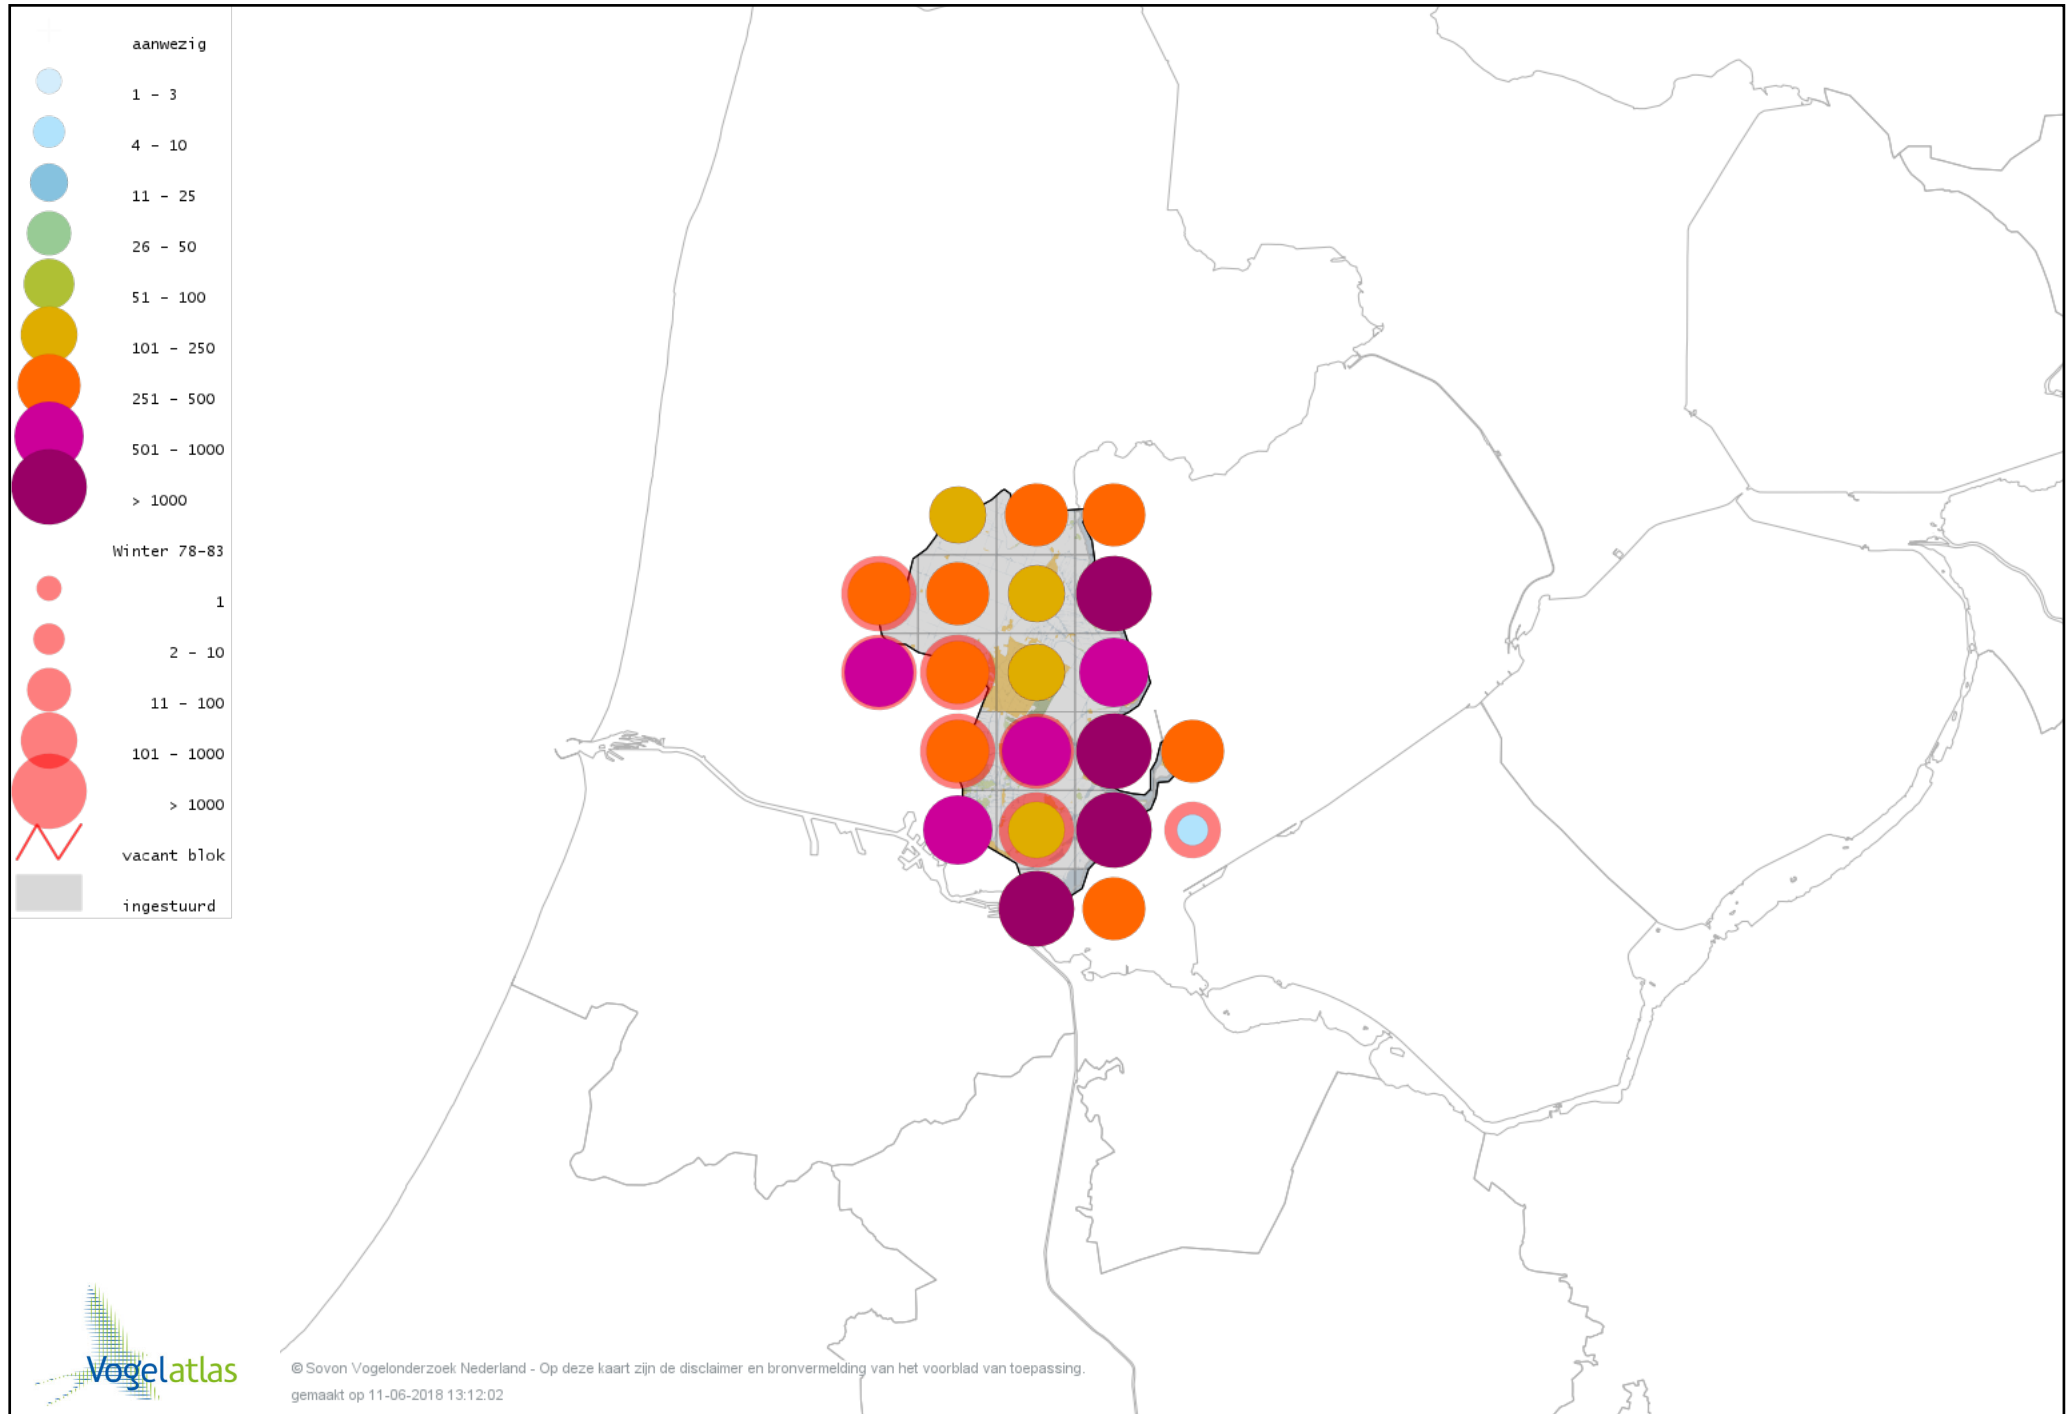 aanwezig
1 – 3
4 – 10
11 – 25
26 – 50
51 – 100
101 – 250
251 – 500
501 – 1000
> 1000
Winter 78–83
1
2 – 10
11 – 100
101 – 1000
> 1000
vacant blok
ingestuurd
Vogelatlas
© Sovon Vogelonderzoek Nederland - Op deze kaart zijn de disclaimer en bronvermelding van het voorblad van toepassing.
gemaakt op 11-06-2018 13:12:02